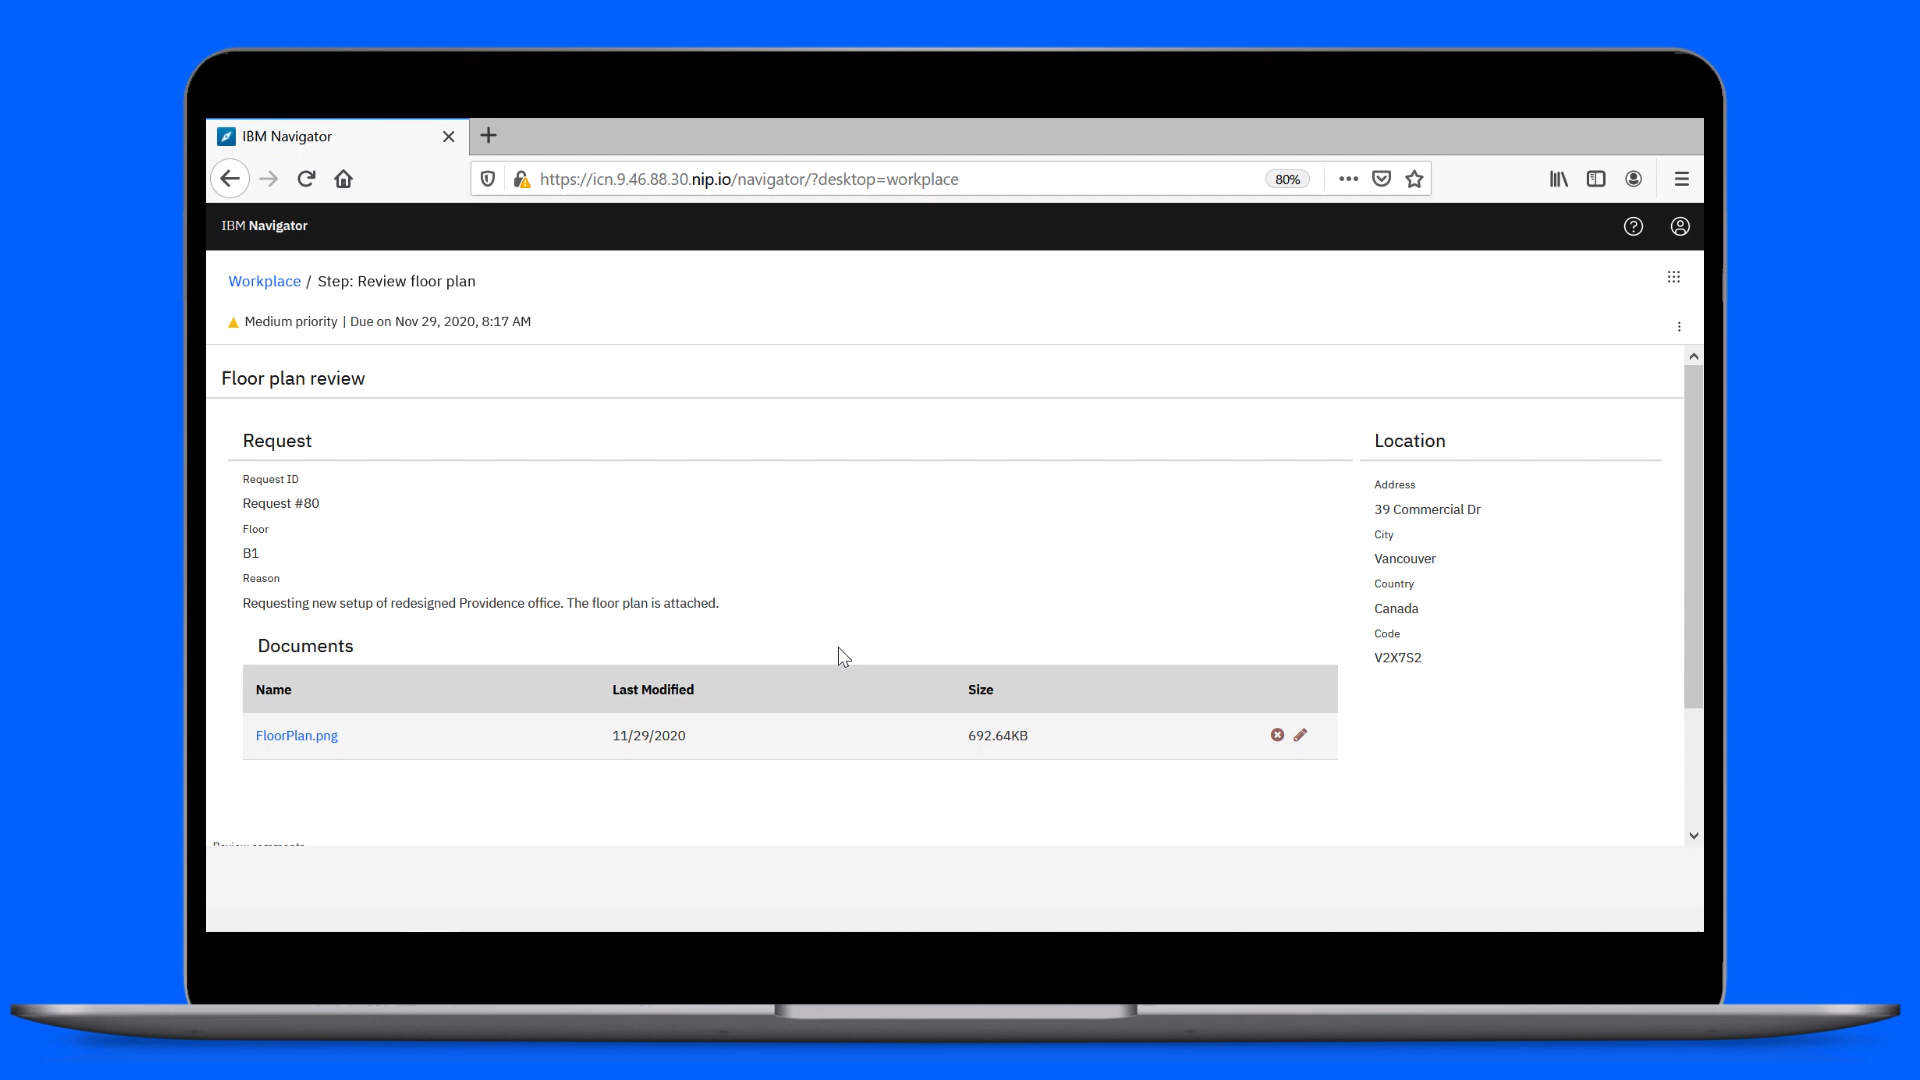 IBM Navigator
https://icn.9.46.88.30.nip.io/navigator/?desktop=workplace
80%
IBM Navigator
Workplace / Step: Review floor plan
Medium priority | Due on Nov 29, 2020, 8:17 AM
Floor plan review
Request
Request ID
Request #80
Floor
B1
Reason
Requesting new setup of redesigned Providence office. The floor plan is attached.
Location
Address
39 Commercial Dr
City
Vancouver
Country
Canada
Code
V2X7S2
Documents
Name Last Modified Size
FloorPlan.png 11/29/2020 692.64KB
Review comments